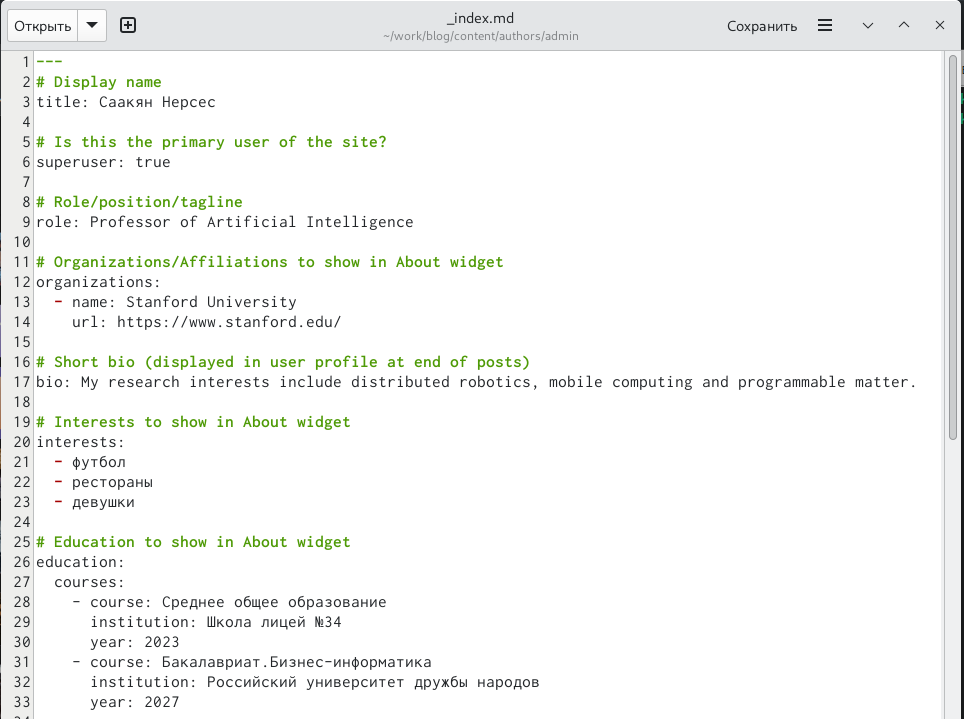 Открыть
_index.md
~/work/blog/content/authors/admin
Сохранить
1 ---
2 # Display name
3 title: Саакян Нерсес
4
5 # Is this the primary user of the site?
6 superuser: true
7
8 # Role/position/tagline
9 role: Professor of Artificial Intelligence
10
11 # Organizations/Affiliations to show in About widget
12 organizations:
13   - name: Stanford University
14     url: https://www.stanford.edu/
15
16 # Short bio (displayed in user profile at end of posts)
17 bio: My research interests include distributed robotics, mobile computing and programmable matter.
18
19 # Interests to show in About widget
20 interests:
21   - футбол
22   - рестораны
23   - девушки
24
25 # Education to show in About widget
26 education:
27   courses:
28     - course: Среднее общее образование
29       institution: Школа лицей №34
30       year: 2023
31     - course: Бакалавриат.Бизнес-информатика
32       institution: Российский университет дружбы народов
33       year: 2027